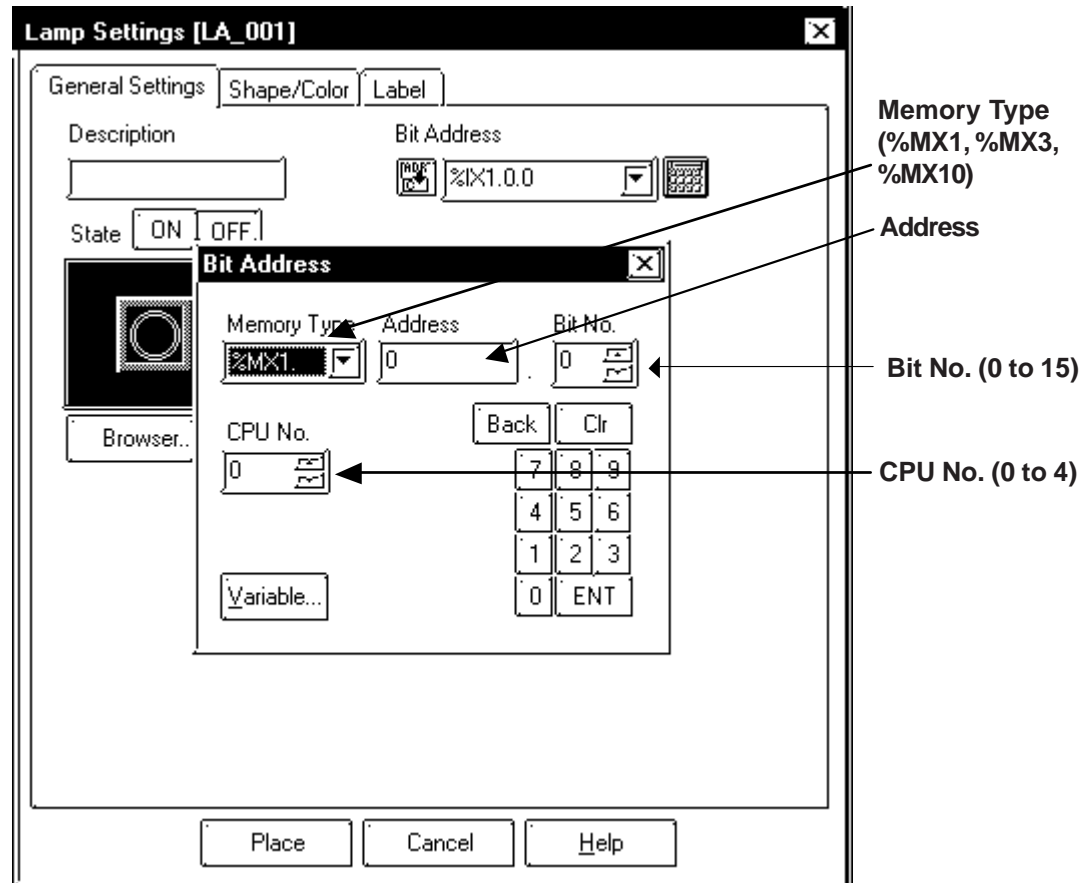 Lamp Settings [LA_001]
General Settings Shape/Color Label
Description Bit Address
%IX1.0.0
State ON OFF
Bit Address
Memory Type Address Bit No.
%MX1. 0 . 0
Back Clr
CPU No.
0
7 8 9
4 5 6
1 2 3
Variable... 0 ENT
Browser..
Place Cancel Help
Memory Type
(%MX1, %MX3,
%MX10)
Address
Bit No. (0 to 15)
CPU No. (0 to 4)